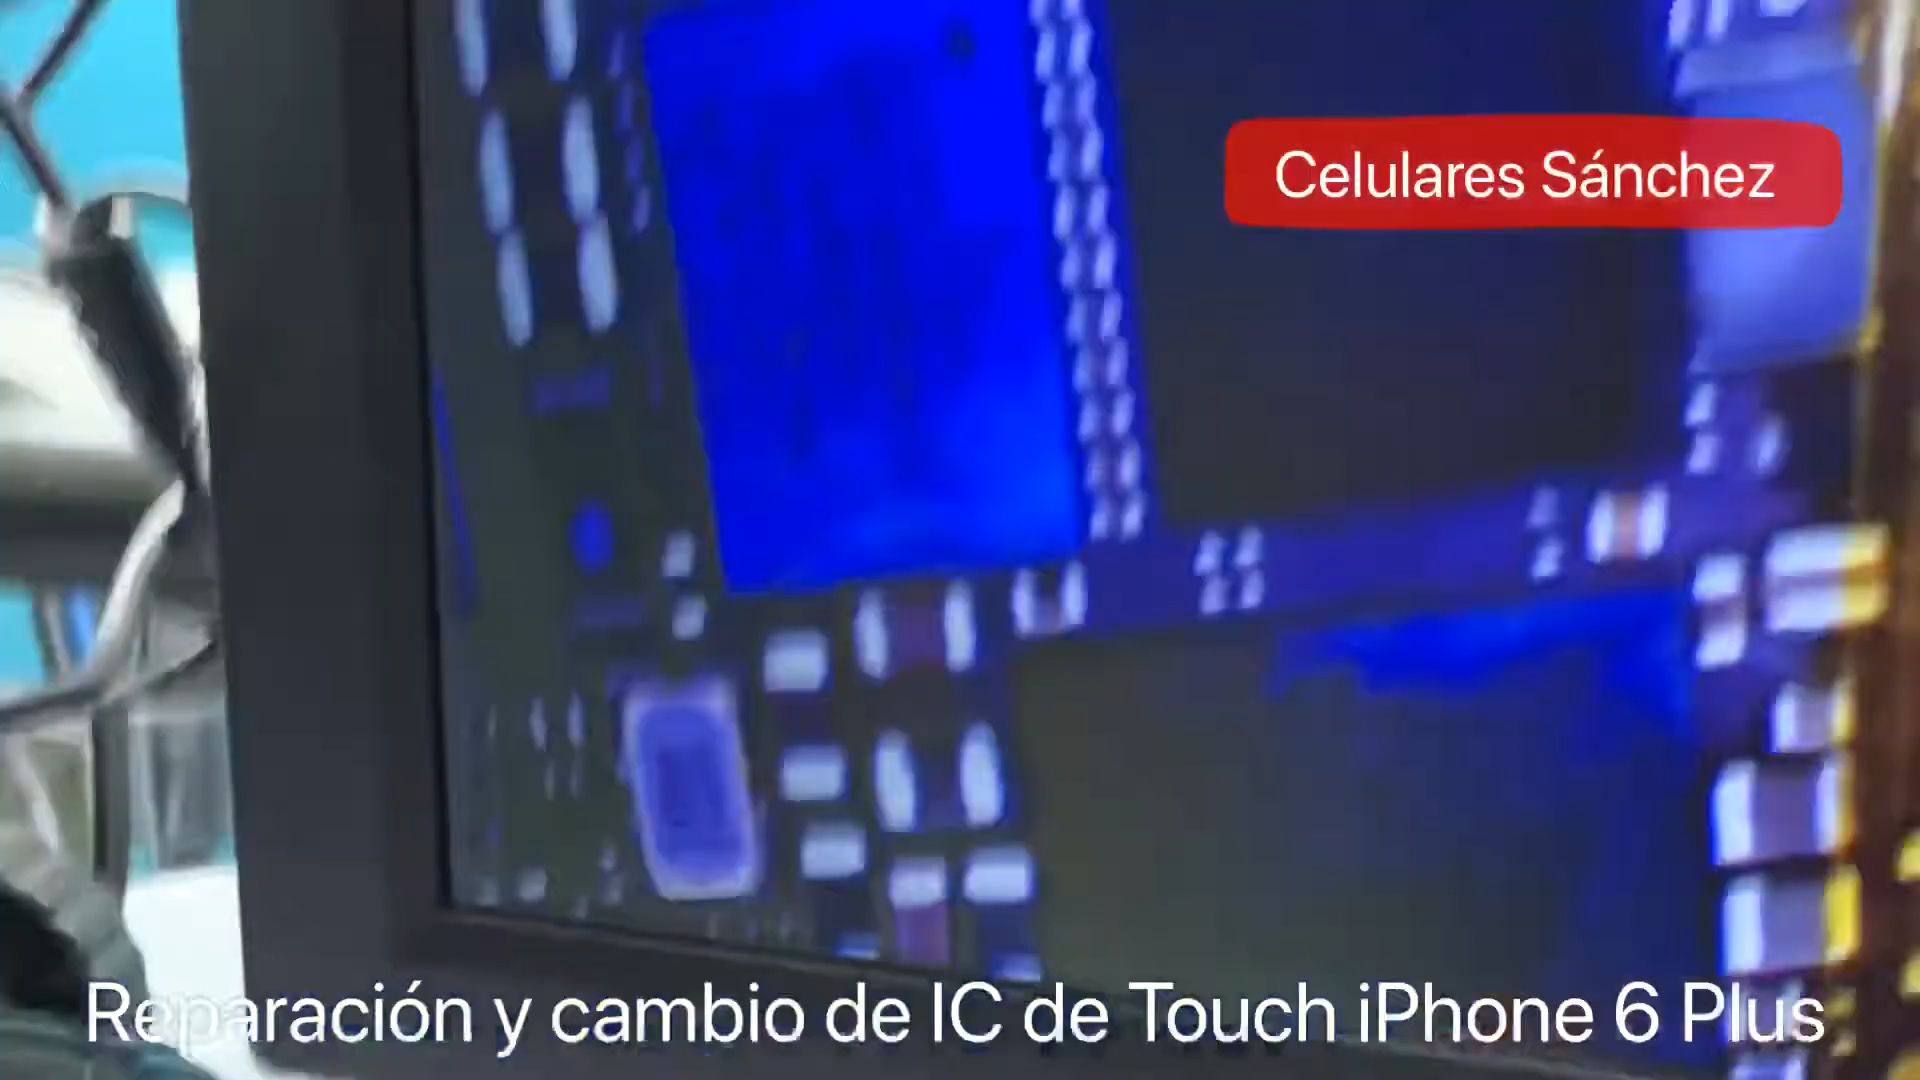 Celulares Sánchez
Reparación y cambio de IC de Touch iPhone 6 Plus